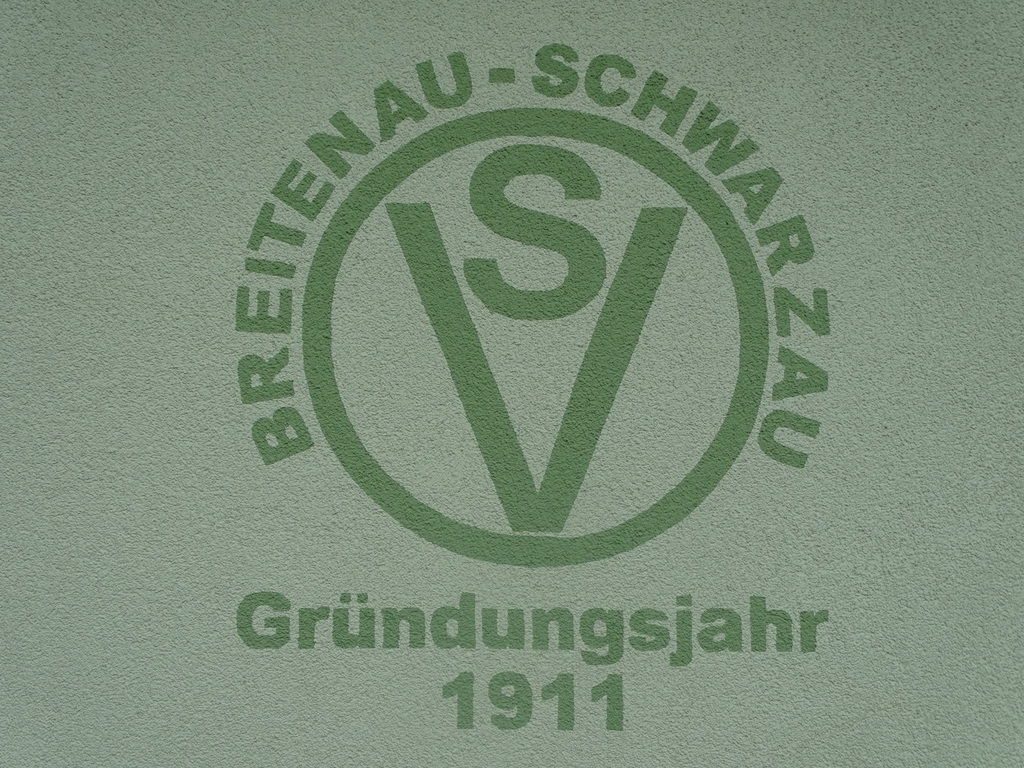 BREITENAU-SCHWARZAU
SV
Gründungsjahr
1911